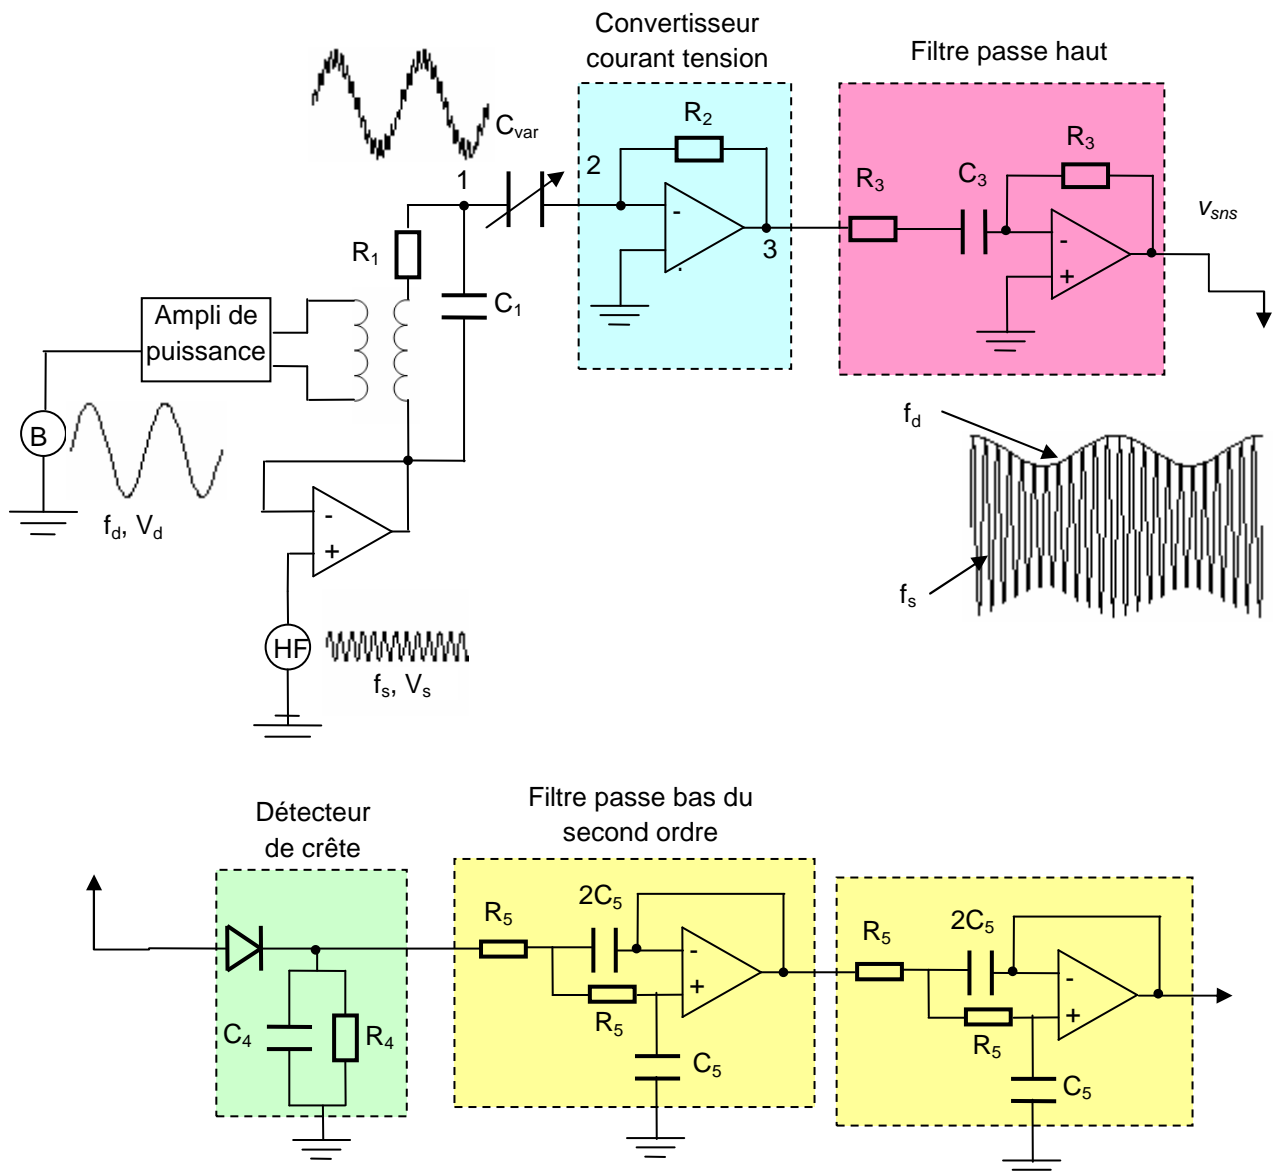 Convertisseur
courant tension
Filtre passe haut
Cvar
R2
R3
R3
C3
1
2
3
vsns
R1
C1
-
-
+
Ampli de
puissance
B
fd, Vd
-
+
HF
fs, Vs
fd
fs
Détecteur
de crête
Filtre passe bas du
second ordre
R5
2C5
-
+
R5
C5
R5
2C5
-
+
R5
C5
C4
R4